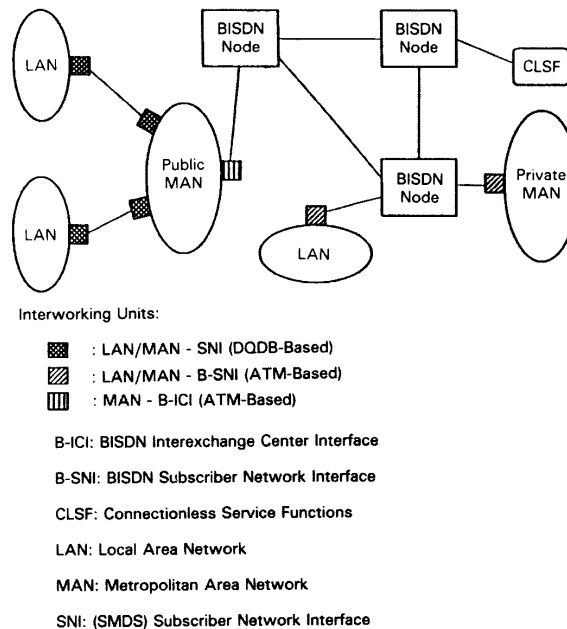 LAN
BISDN
Node
BISDN
Node
CLSF
Public
MAN
BISDN
Node
Private
MAN
LAN
LAN
Interworking Units:
: LAN/MAN - SNI (DQDB-Based)
: LAN/MAN - B-SNI (ATM-Based)
: MAN - B-ICI (ATM-Based)
B-ICI: BISDN Interexchange Center Interface
B-SNI: BISDN Subscriber Network Interface
CLSF: Connectionless Service Functions
LAN: Local Area Network
MAN: Metropolitan Area Network
SNI: (SMDS) Subscriber Network Interface